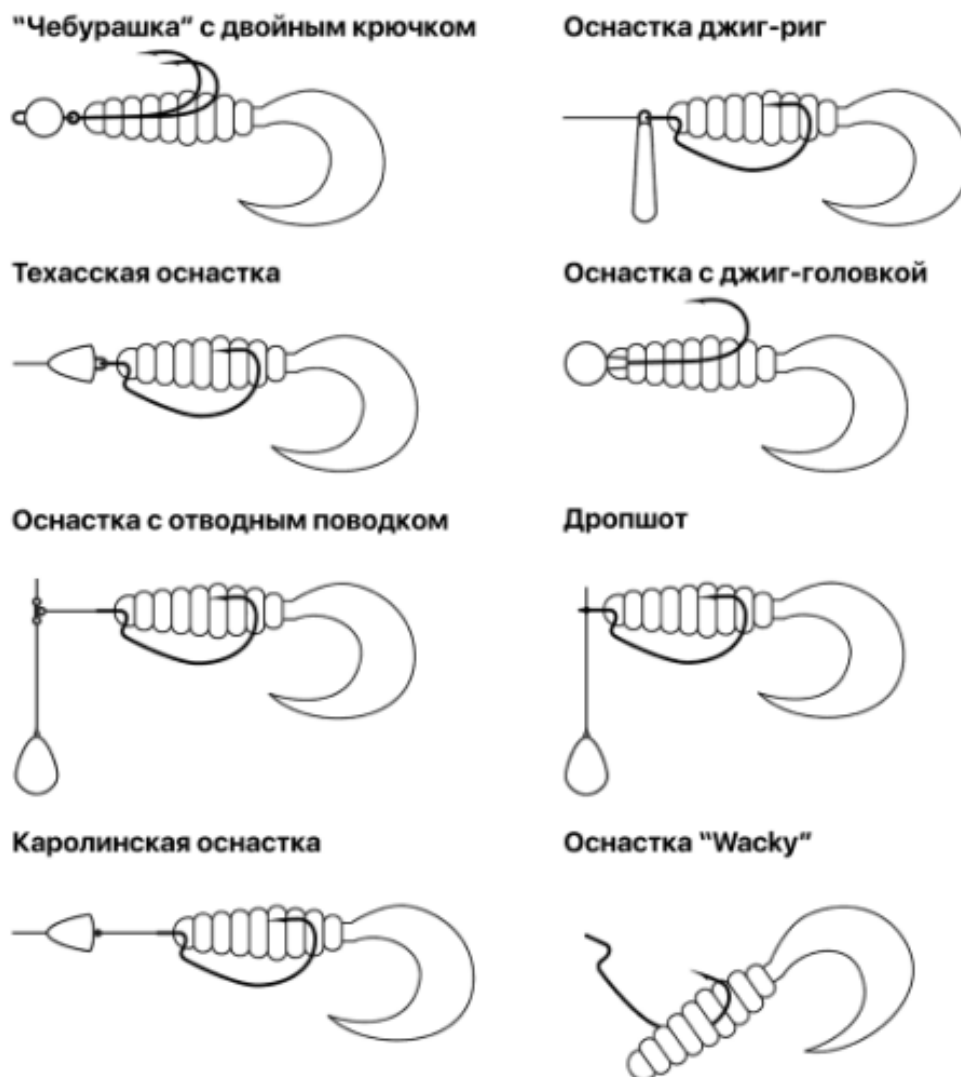 "Чебурашка" с двойным крючком
Оснастка джиг-риг
Техасская оснастка
Оснастка с джиг-головкой
Оснастка с отводным поводком
Дропшот
Каролинская оснастка
Оснастка "Wacky"